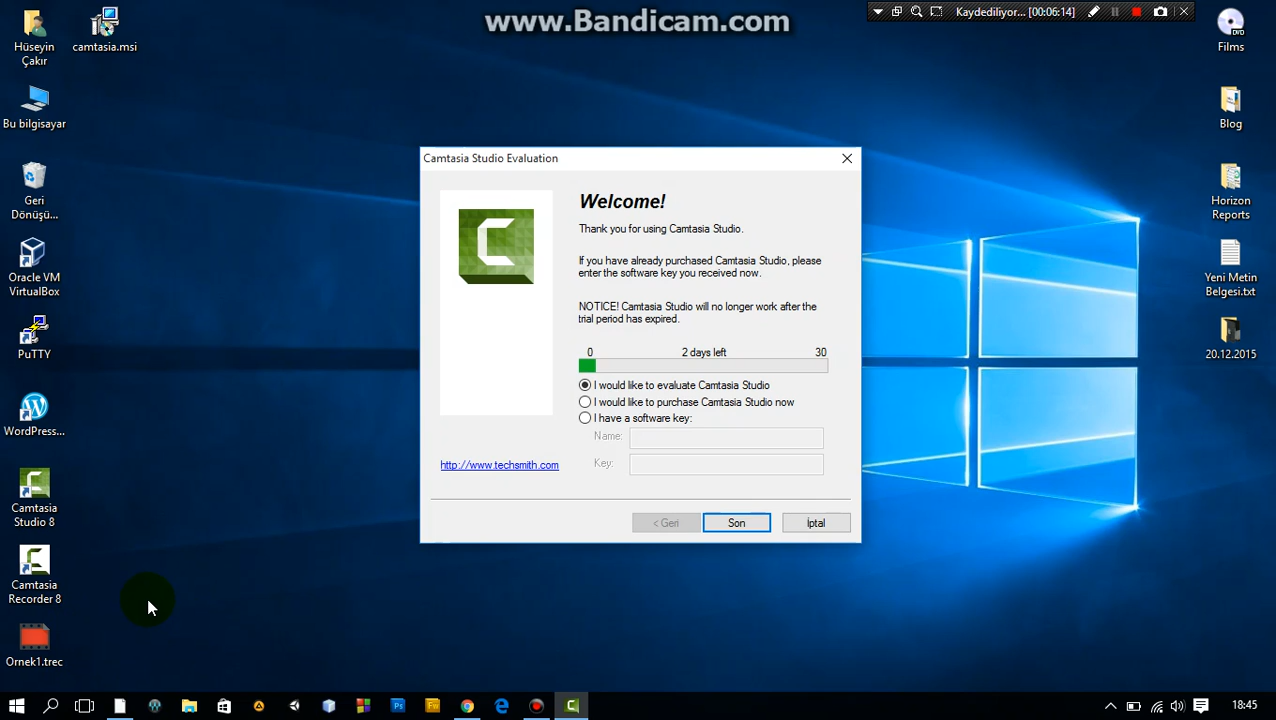 www.Bandicam.com
Kaydediliyor... [00:06:14]
Hüseyin
Çakır
camtasia.msi
Bu bilgisayar
Geri
Dönüşü...
Oracle VM
VirtualBox
PuTTY
WordPress...
Camtasia
Studio 8
Camtasia
Recorder 8
Ornek1.trec
Camtasia Studio Evaluation
Welcome!
Thank you for using Camtasia Studio.
If you have already purchased Camtasia Studio, please
enter the software key you received now.
NOTICE! Camtasia Studio will no longer work after the
trial period has expired.
0 2 days left 30
I would like to evaluate Camtasia Studio
I would like to purchase Camtasia Studio now
I have a software key:
Name:
Key:
http://www.techsmith.com
< Geri Son İptal
DVD
Films
Blog
Horizon
Reports
Yeni Metin
Belgesi.txt
20.12.2015
Ps
Fw
18:45